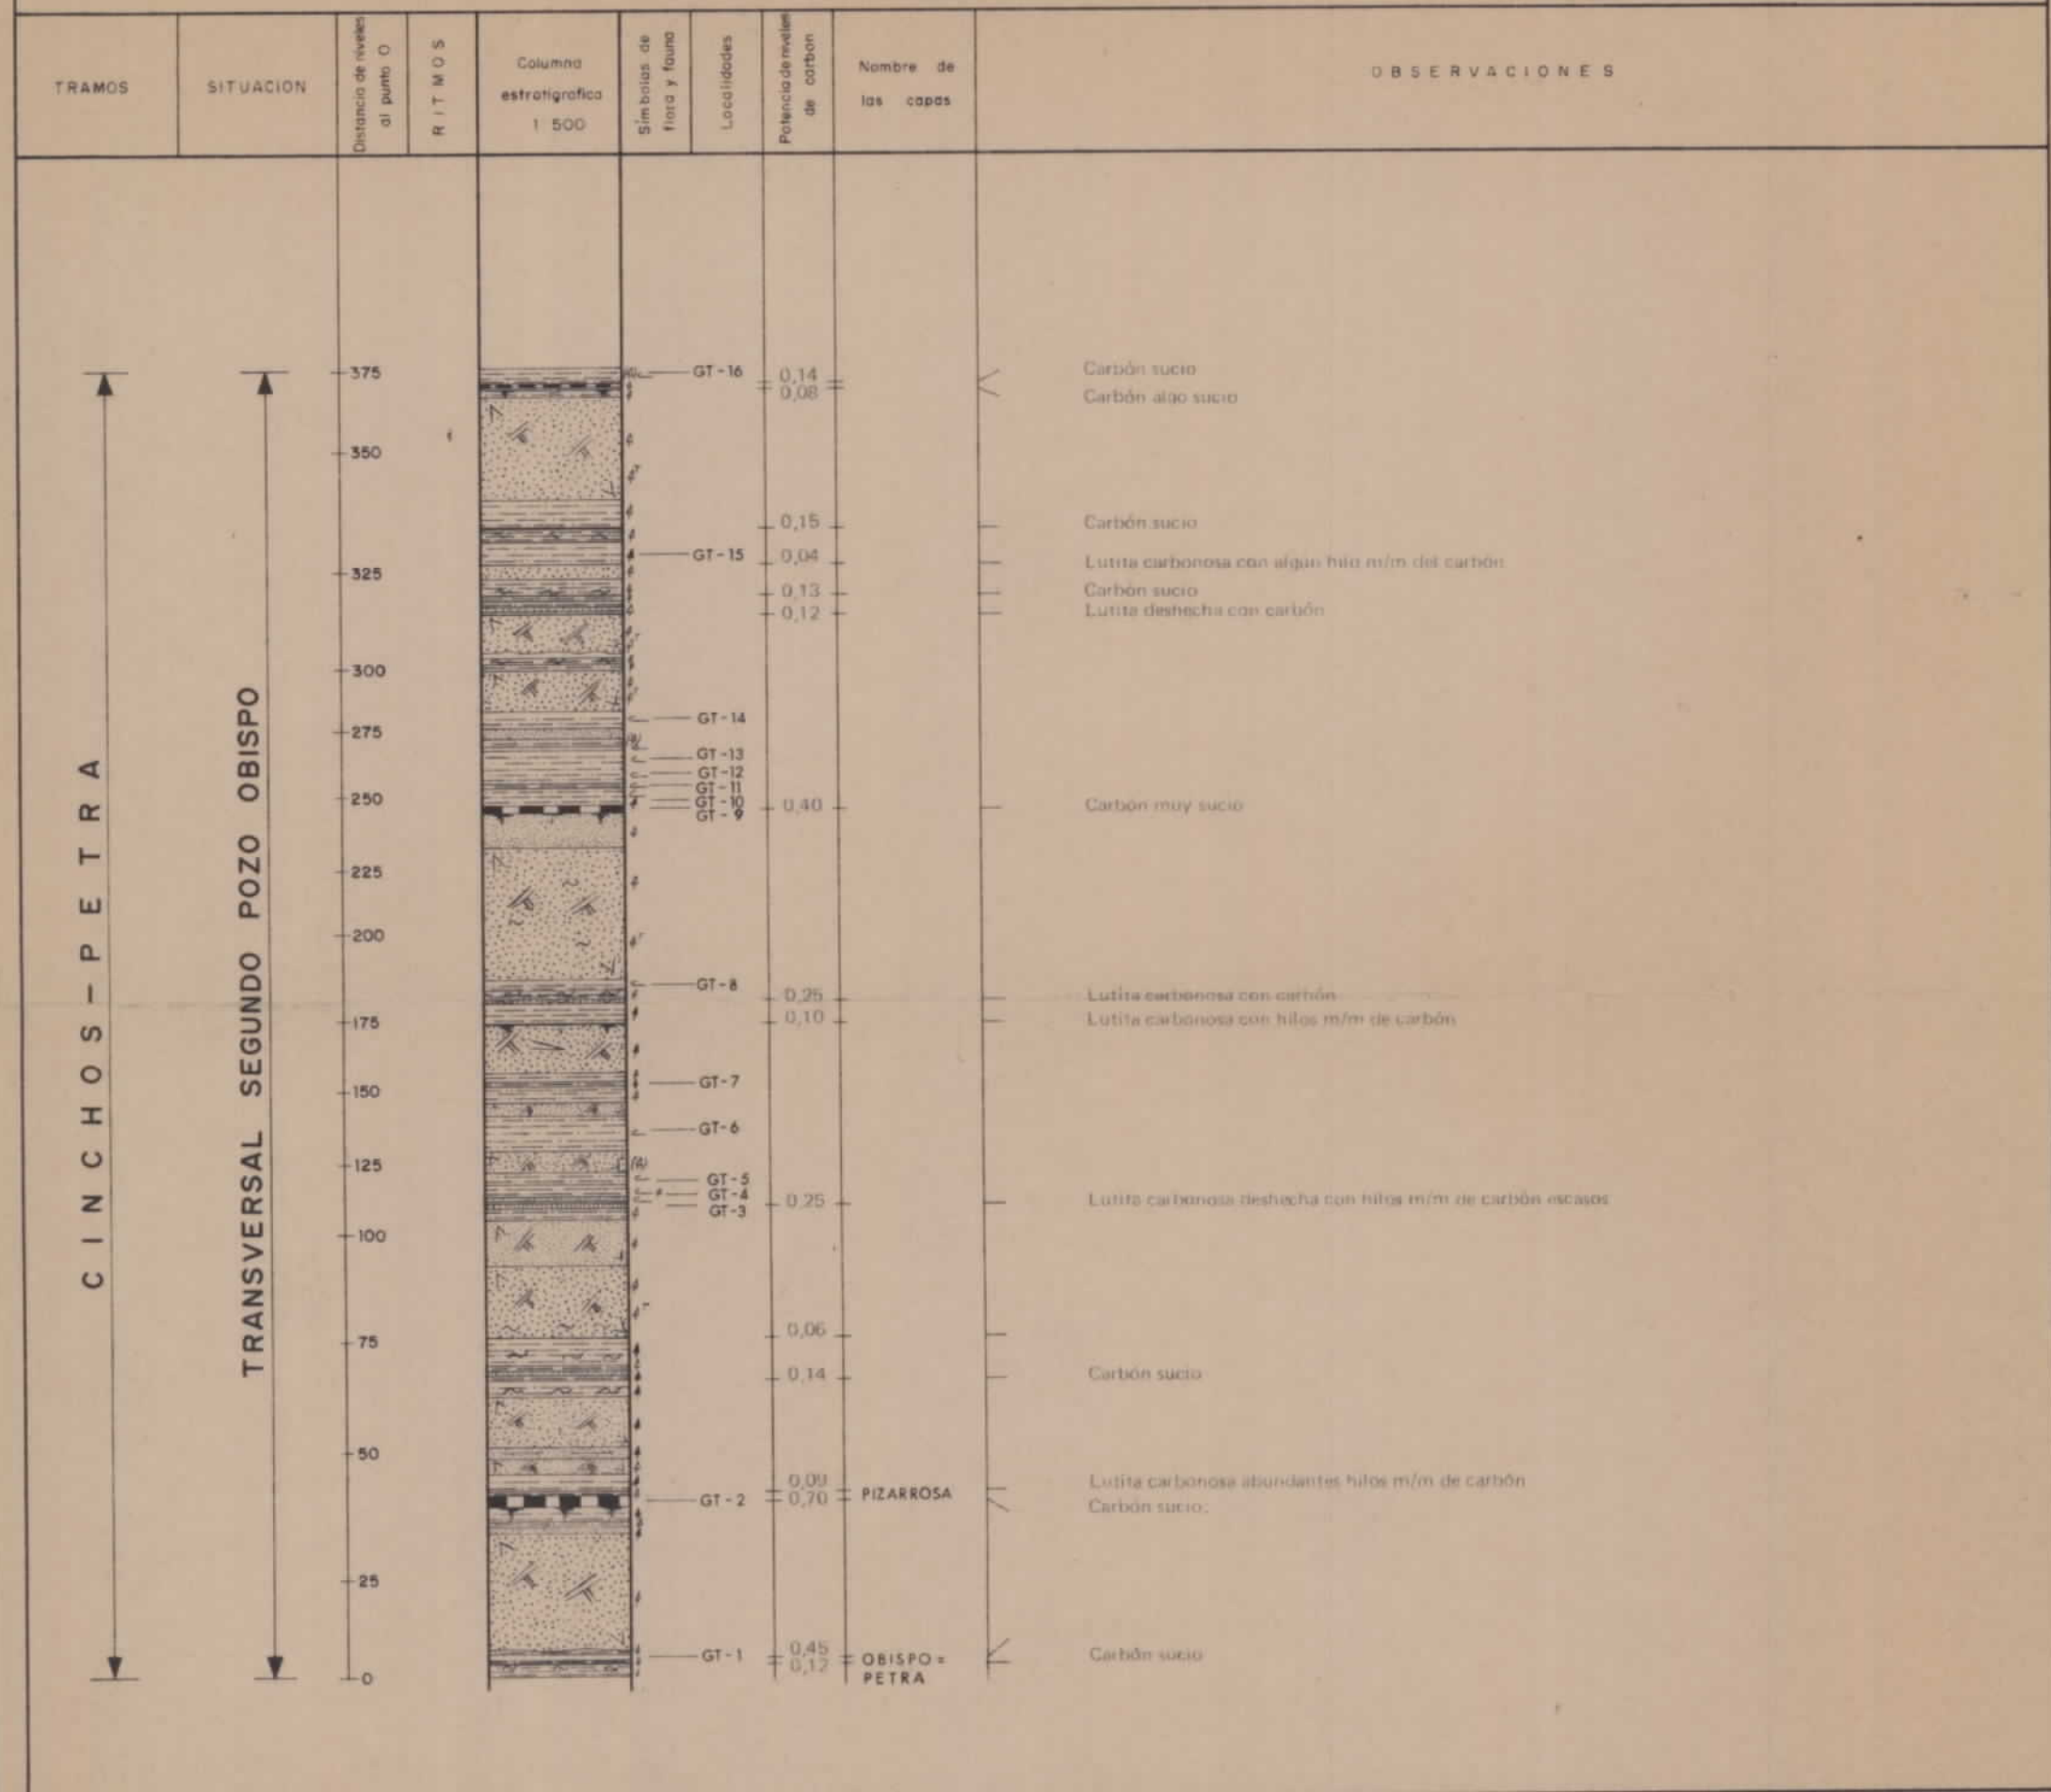 TRAMOS
SITUACION
Distancia de niveles
al punto O
RITMOS
Columna
estratigrafica
1 500
Simbolos de
flora y fauna
Localidades
Potencia de niveles
de carbon
Nombre de
las capas
OBSERVACIONES
CINCHOS-PETRA
TRANSVERSAL SEGUNDO POZO OBISPO
375
GT-16
0,14
Carbón sucio
0,08
Carbón algo sucio
350
0,15
Carbón sucio
GT-15
0,04
Lutita carbonosa con algun hilo m/m del carbón
325
0,13
Carbón sucio
0,12
Lutita deshecha con carbón
300
GT-14
275
GT-13
GT-12
GT-11
250
GT-10
GT-9
0,40
Carbón muy sucio
225
200
GT-8
0,25
Lutita carbonosa con carbón
175
0,10
Lutita carbonosa con hilos m/m de carbón
150
GT-7
GT-6
125
(A)
GT-5
GT-4
GT-3
0,25
Lutita carbonosa deshecha con hilos m/m de carbón escasos
100
75
0,06
0,14
Carbón sucio
50
0,09
Lutita carbonosa abundantes hilos m/m de carbón
GT-2
0,70
PIZARROSA
Carbón sucio.
25
GT-1
0,45
0,12
OBISPO =
PETRA
Carbón sucio
0